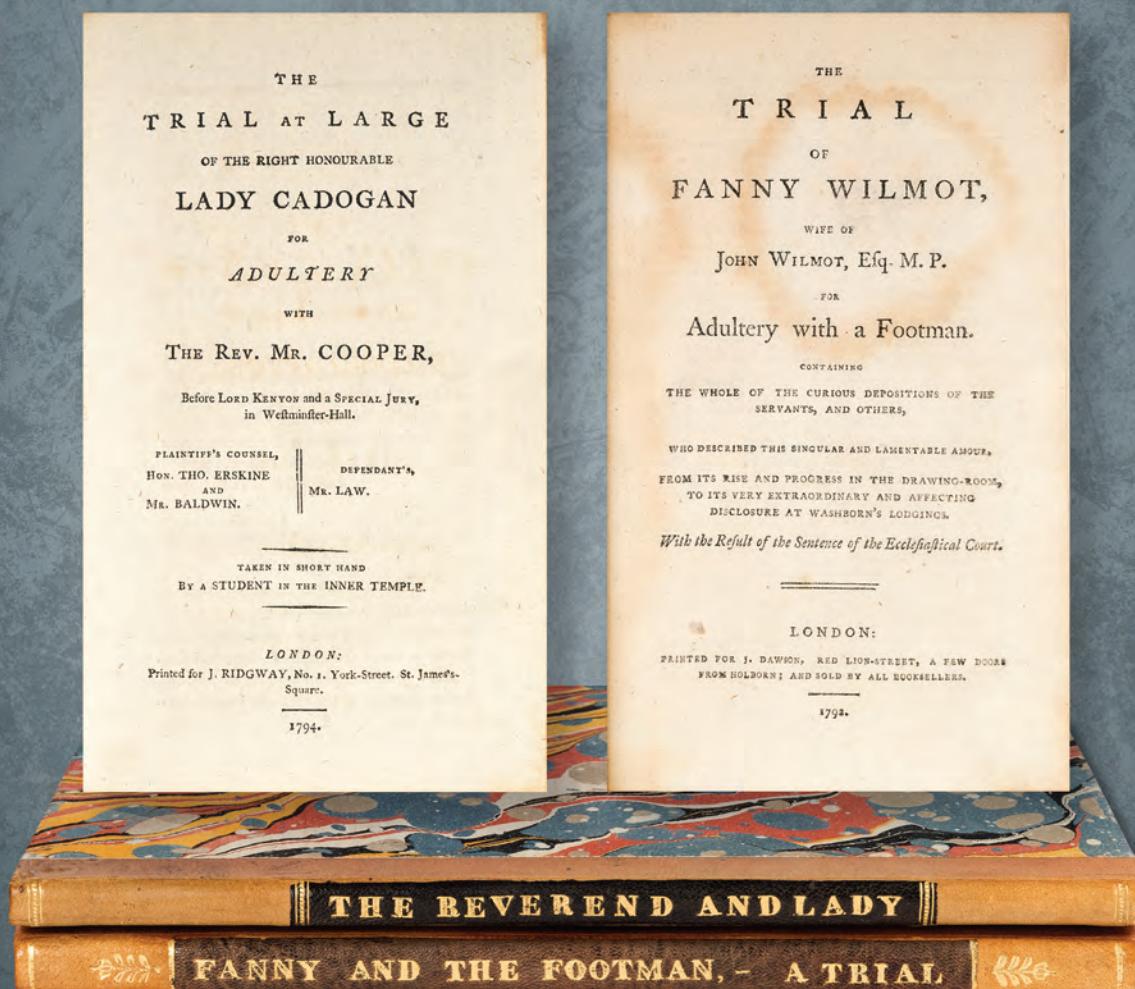 THE
TRIAL AT LARGE
OF THE RIGHT HONOURABLE
LADY CADOGAN
FOR
ADULTERY
WITH
THE REV. MR. COOPER,
Before LORD KENYON and a SPECIAL JURY,
in Weſtminſter-Hall.
PLAINTIFF'S COUNSEL,
HON. THO. ERSKINE
AND
MR. BALDWIN.
DEFENDANT'S,
MR. LAW.
TAKEN IN SHORT HAND
BY A STUDENT IN THE INNER TEMPLE.
LONDON:
Printed for J. RIDGWAY, No. 1. York-Street. St. James's-
Square.
1794.
THE
TRIAL
OF
FANNY WILMOT,
WIFE OF
JOHN WILMOT, Eſq. M. P.
FOR
Adultery with a Footman.
CONTAINING
THE WHOLE OF THE CURIOUS DEPOSITIONS OF THE
SERVANTS, AND OTHERS,
WHO DESCRIBED THIS SINGULAR AND LAMENTABLE AMOUR,
FROM ITS RISE AND PROGRESS IN THE DRAWING-ROOM,
TO ITS VERY EXTRAORDINARY AND AFFECTING
DISCLOSURE AT WASHBORN'S LODGINGS.
With the Reſult of the Sentence of the Eccleſiaſtical Court.
LONDON:
PRINTED FOR J. DAWSON, RED LION-STREET, A FEW DOORS
FROM HOLBORN; AND SOLD BY ALL BOOKSELLERS.
1792.
THE REVEREND AND LADY
FANNY AND THE FOOTMAN,- A TRIAL